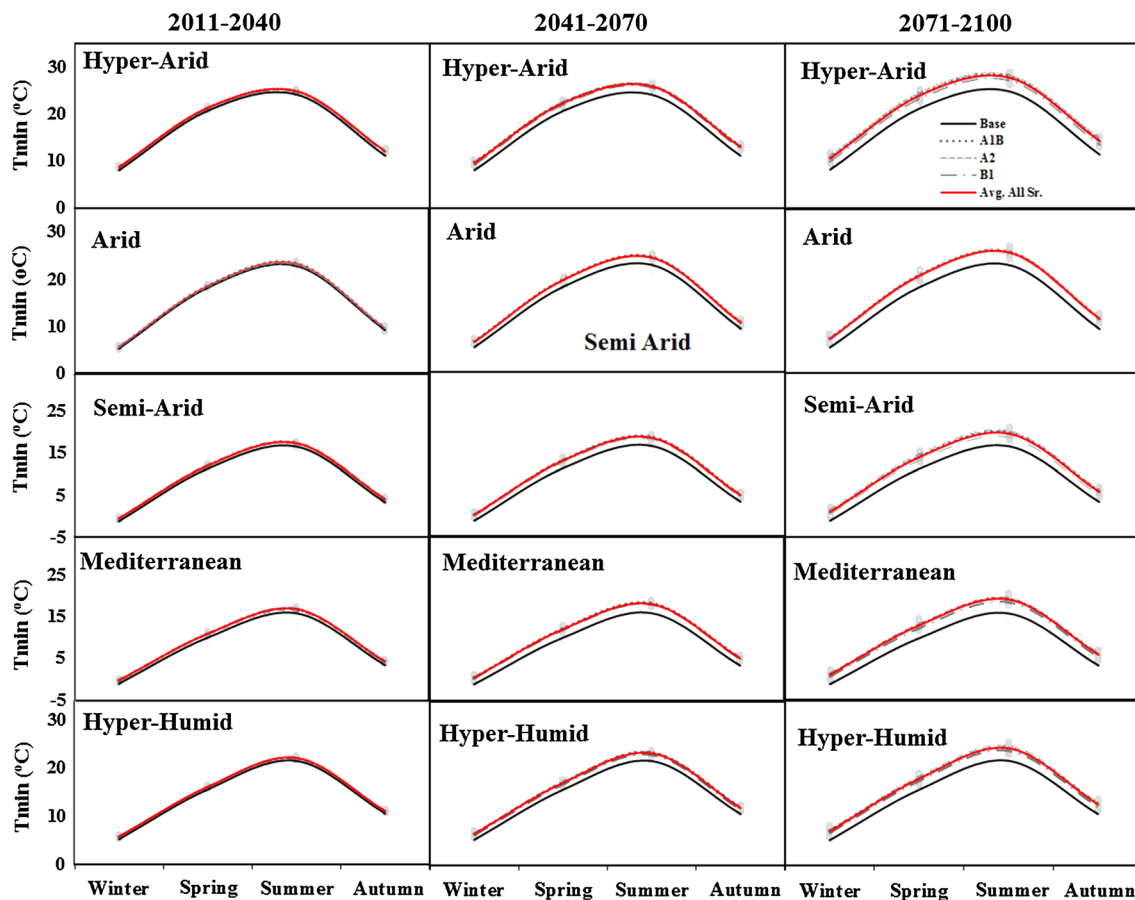 2011-2040 2041-2070 2071-2100
Tmin (ºC)
30
20
10
0
Hyper-Arid
Hyper-Arid
Hyper-Arid
Base
A1B
A2
B1
Avg. All Sr.
Tmin (oC)
30
20
10
0
Arid
Arid
Arid
Semi Arid
Tmin (ºC)
25
15
5
-5
Semi-Arid
Semi-Arid
Tmin (ºC)
25
15
5
-5
Mediterranean
Mediterranean
Mediterranean
Tmin (ºC)
30
20
10
0
Hyper-Humid
Hyper-Humid
Hyper-Humid
Winter Spring Summer Autumn Winter Spring Summer Autumn Winter Spring Summer Autumn